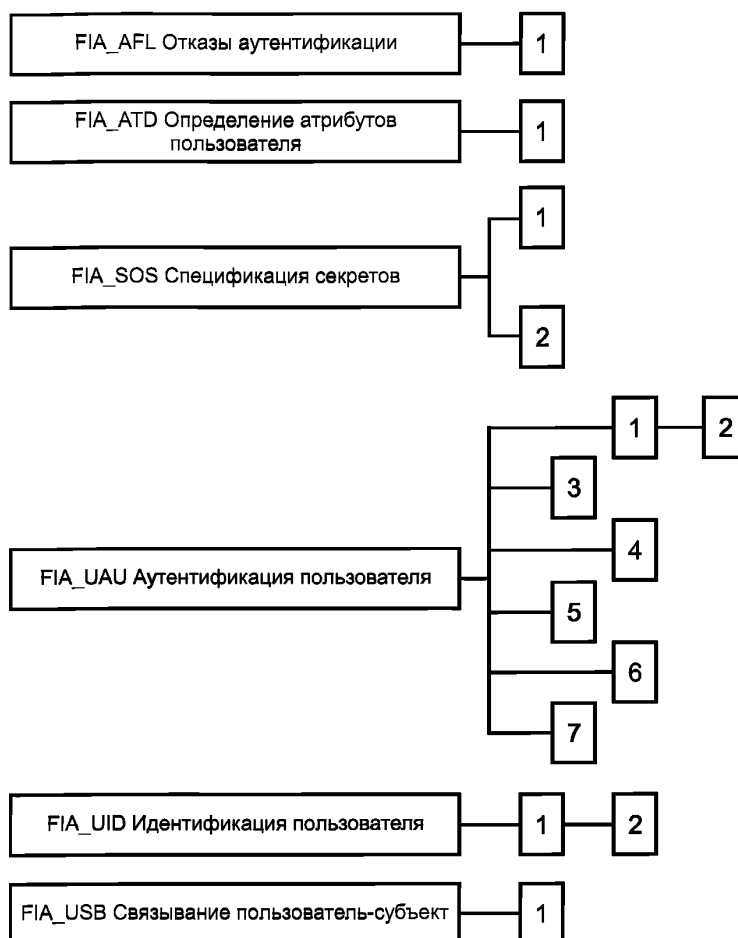 FIA_AFL Отказы аутентификации
1
FIA_ATD Определение атрибутов
пользователя
1
1
FIA_SOS Спецификация секретов
2
1
2
3
4
FIA_UAU Аутентификация пользователя
5
6
7
FIA_UID Идентификация пользователя
1
2
FIA_USB Связывание пользователь-субъект
1